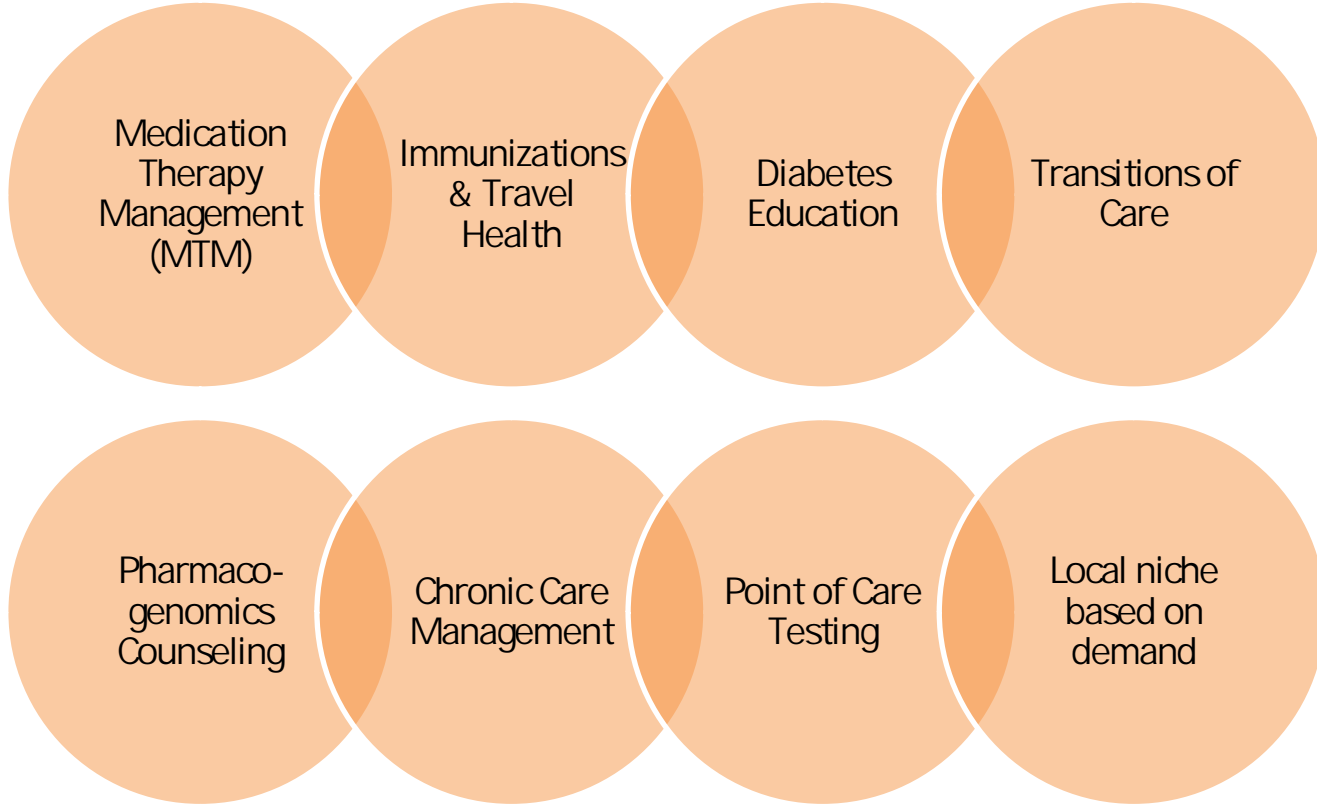 Medication
Therapy
Management
(MTM)
Immunizations
& Travel
Health
Diabetes
Education
Transitions of
Care
Pharmaco-
genomics
Counseling
Chronic Care
Management
Point of Care
Testing
Local niche
based on
demand